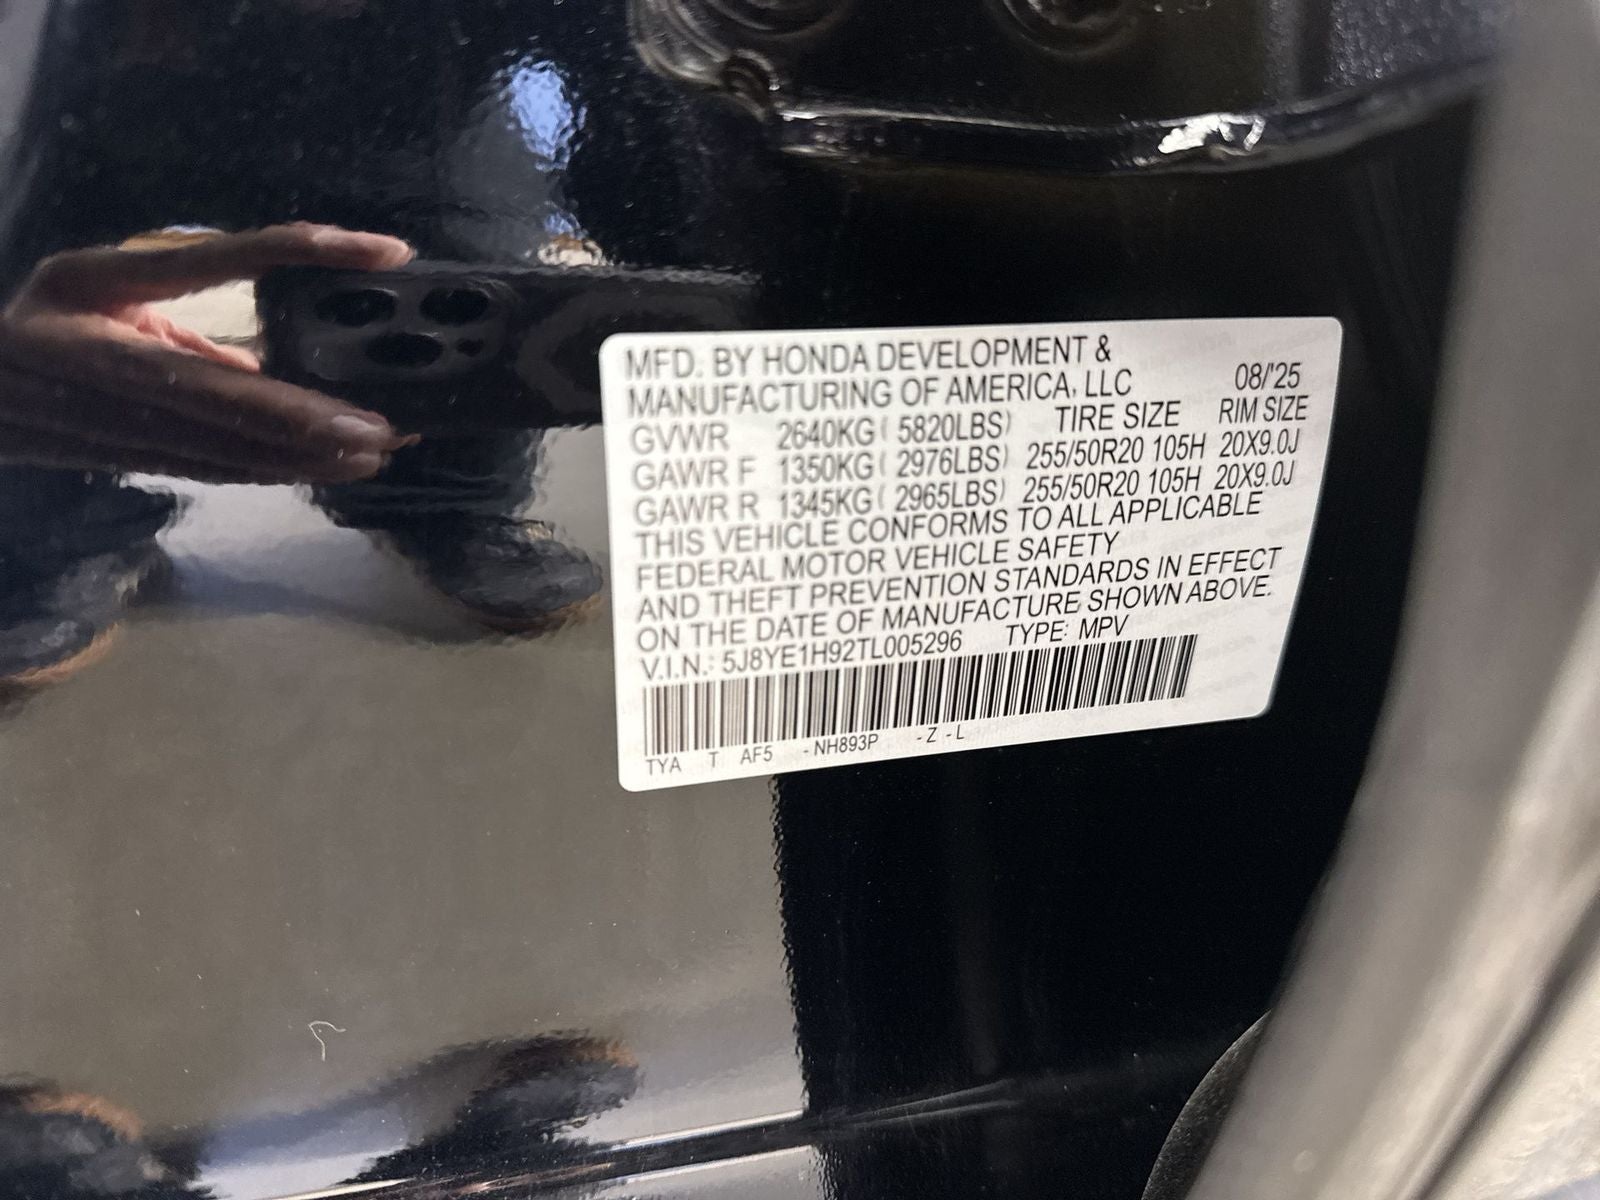 MFD. BY HONDA DEVELOPMENT &
MANUFACTURING OF AMERICA, LLC 08/'25
GVWR 2640KG ( 5820LBS) TIRE SIZE RIM SIZE
GAWR F 1350KG ( 2976LBS) 255/50R20 105H 20X9.0J
GAWR R 1345KG ( 2965LBS) 255/50R20 105H 20X9.0J
THIS VEHICLE CONFORMS TO ALL APPLICABLE
FEDERAL MOTOR VEHICLE SAFETY
AND THEFT PREVENTION STANDARDS IN EFFECT
ON THE DATE OF MANUFACTURE SHOWN ABOVE.
V.I.N.: 5J8YE1H92TL005296 TYPE: MPV
TYA T AF5 - NH893P - Z - L